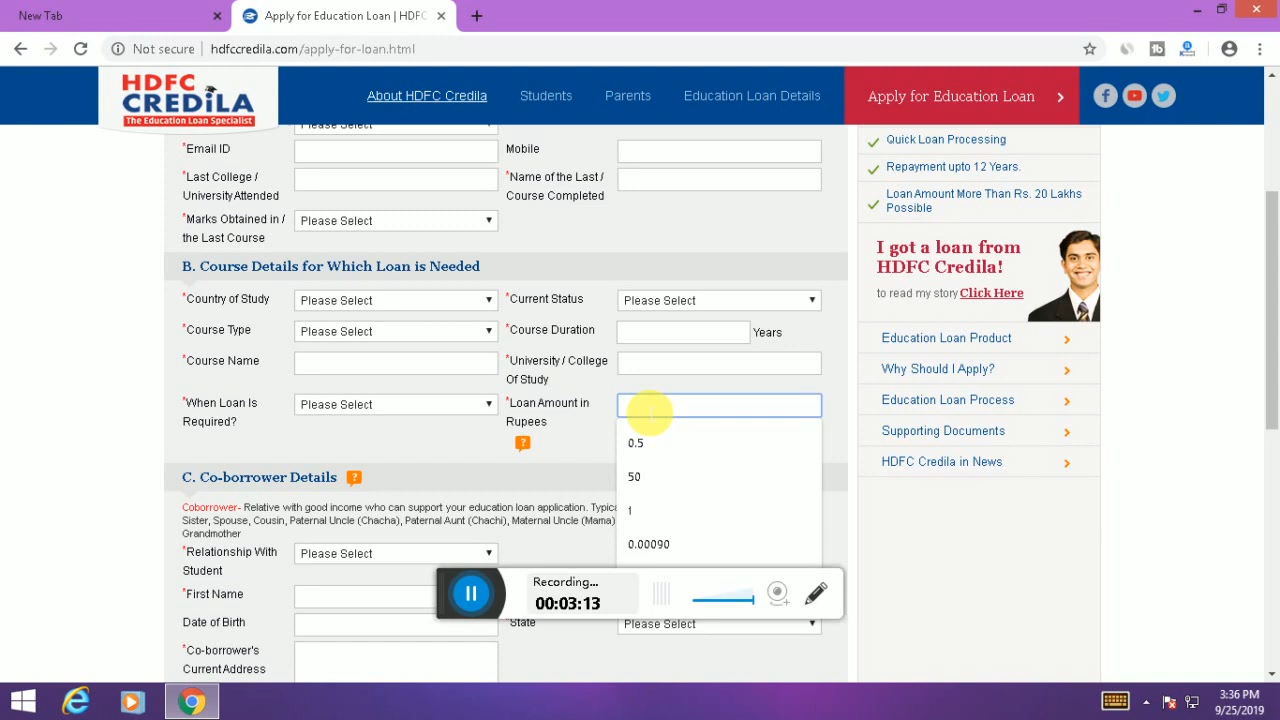 New Tab
Apply for Education Loan | HDFC
Not secure
hdfccredila.com/apply-for-loan.html
HDFC
CREDILA
The Education Loan Specialist
About HDFC Credila
Students
Parents
Education Loan Details
Apply for Education Loan
Please Select
*Email ID
Mobile
*Last College /
University Attended
*Name of the Last /
Course Completed
*Marks Obtained in /
the Last Course
Please Select
B. Course Details for Which Loan is Needed
*Country of Study
Please Select
*Current Status
Please Select
*Course Type
Please Select
*Course Duration
Years
*Course Name
*University / College
Of Study
*When Loan Is
Required?
Please Select
*Loan Amount in
Rupees
?
0.5
50
1
0.00090
C. Co-borrower Details ?
Coborrower- Relative with good income who can support your education loan application. Typic
Sister, Spouse, Cousin, Paternal Uncle (Chacha), Paternal Aunt (Chachi), Maternal Uncle (Mama)
Grandmother
*Relationship With
Student
Please Select
*First Name
Date of Birth
*State
Please Select
*Co-borrower's
Current Address
Quick Loan Processing
Repayment upto 12 Years.
Loan Amount More Than Rs. 20 Lakhs
Possible
I got a loan from
HDFC Credila!
to read my story Click Here
Education Loan Product
Why Should I Apply?
Education Loan Process
Supporting Documents
HDFC Credila in News
Recording...
00:03:13
3:36 PM
9/25/2019